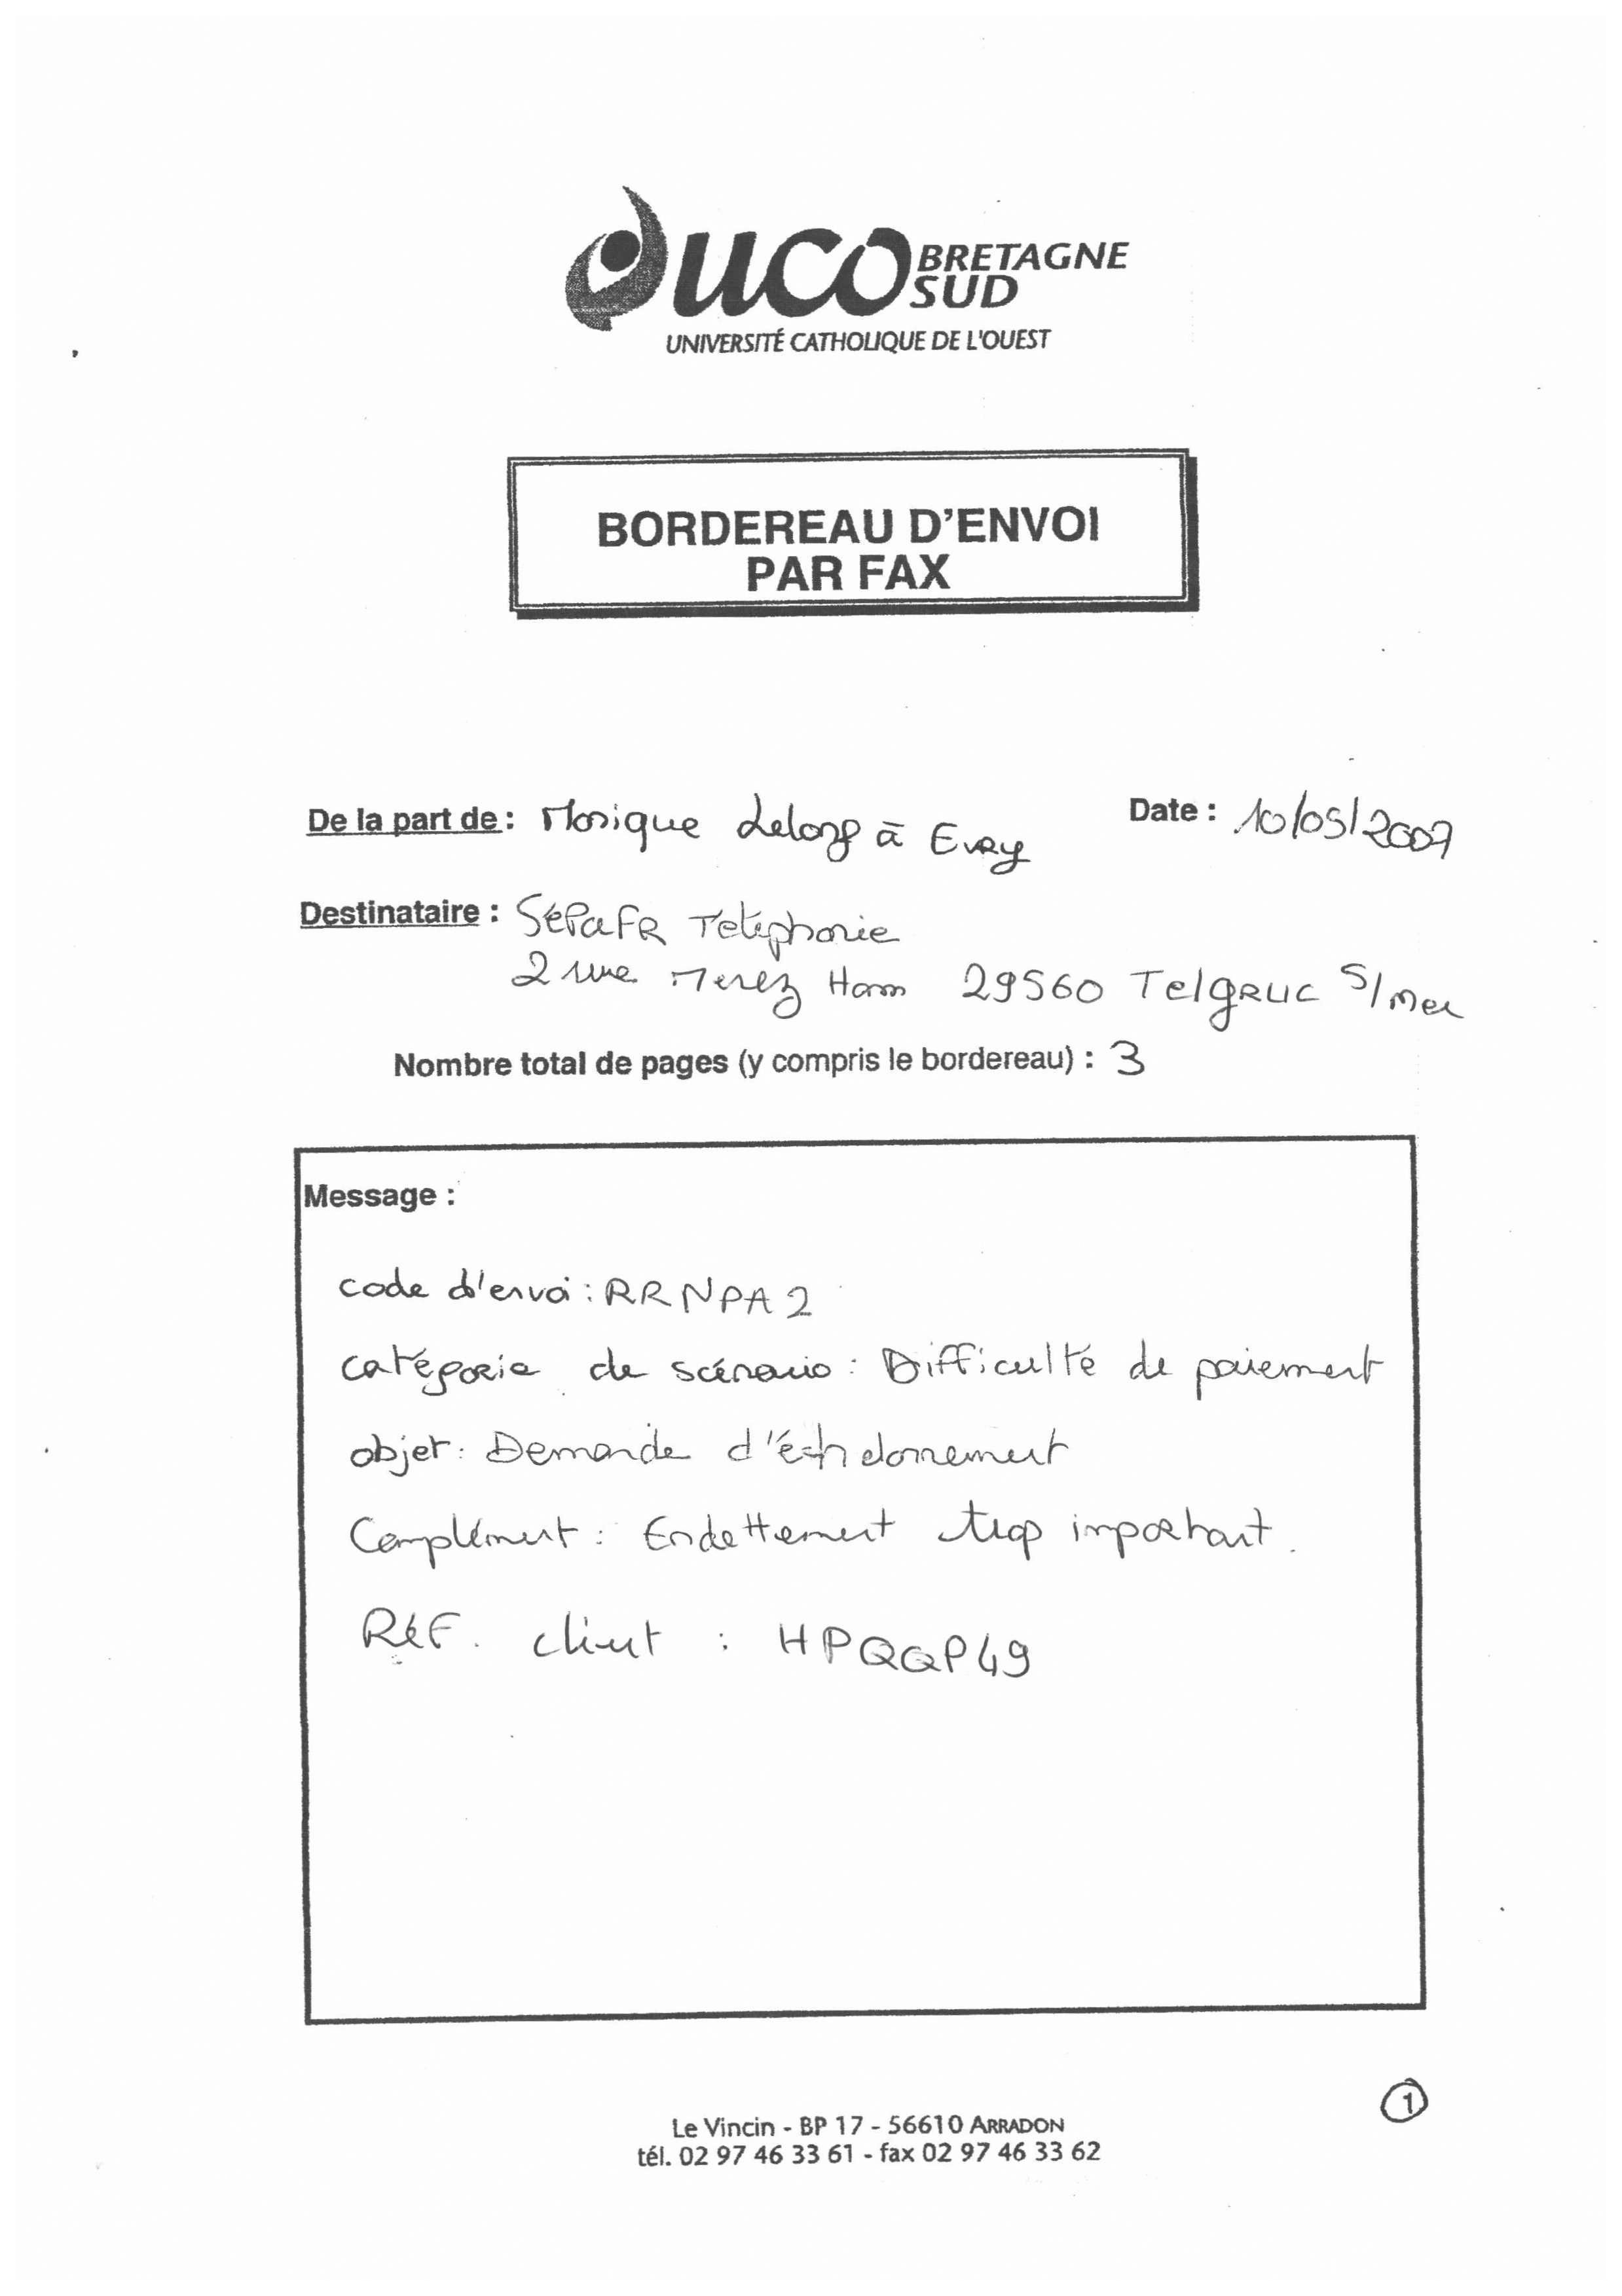 uco BRETAGNE
SUD
UNIVERSITÉ CATHOLIQUE DE L'OUEST
BORDEREAU D'ENVOI
PAR FAX
De la part de : Monique Lelong à Evry
Date : 10/05/2007
Destinataire : SEPaFR Téléphonie
2 rue Merez Ham 29560 Telgruc S/Mer
Nombre total de pages (y compris le bordereau) : 3
Message :
code d'envoi : RRNPA2
catégorie de scénario : Difficulté de paiement
objet : Demande d'échelonnement
Complément : Endettement trop important.
Réf. client : HPQQP49
1
Le Vincin - BP 17 - 56610 ARRADON
tél. 02 97 46 33 61 - fax 02 97 46 33 62